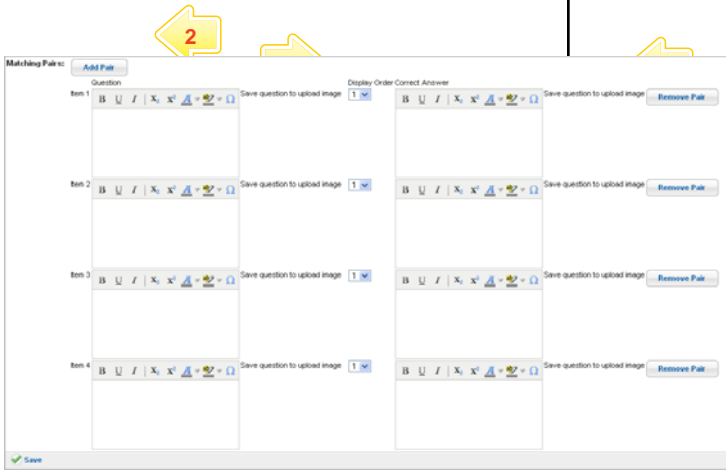 2
Matching Pairs: Add Pair
Question Display Order Correct Answer
Item 1 B U I X₂ X² A ab Ω Save question to upload image 1 B U I X₂ X² A ab Ω Save question to upload image Remove Pair
Item 2 B U I X₂ X² A ab Ω Save question to upload image 1 B U I X₂ X² A ab Ω Save question to upload image Remove Pair
Item 3 B U I X₂ X² A ab Ω Save question to upload image 1 B U I X₂ X² A ab Ω Save question to upload image Remove Pair
Item 4 B U I X₂ X² A ab Ω Save question to upload image 1 B U I X₂ X² A ab Ω Save question to upload image Remove Pair
Save